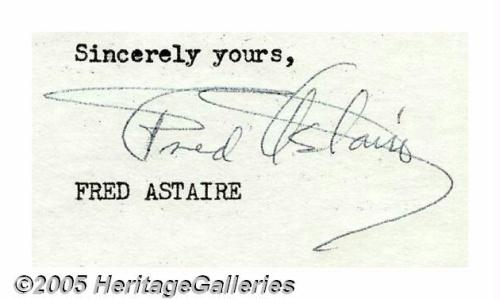 Sincerely yours,
Fred Astaire
FRED ASTAIRE
©2005 HeritageGalleries